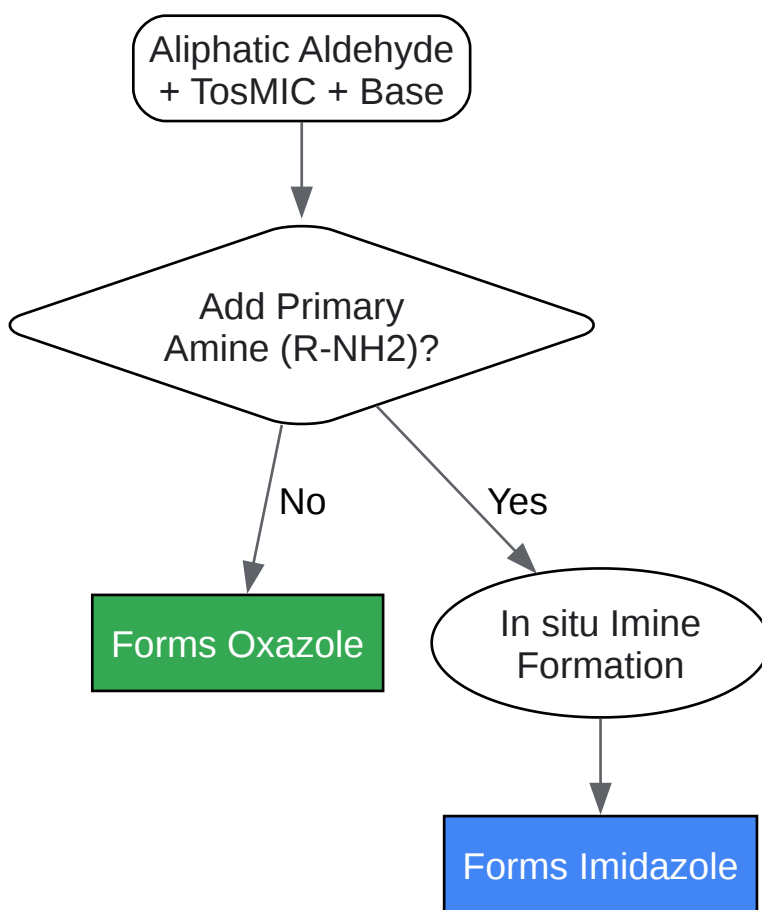 Aliphatic Aldehyde
+ TosMIC + Base
Add Primary
Amine (R-NH2)?
No
Yes
Forms Oxazole
In situ Imine
Formation
Forms Imidazole